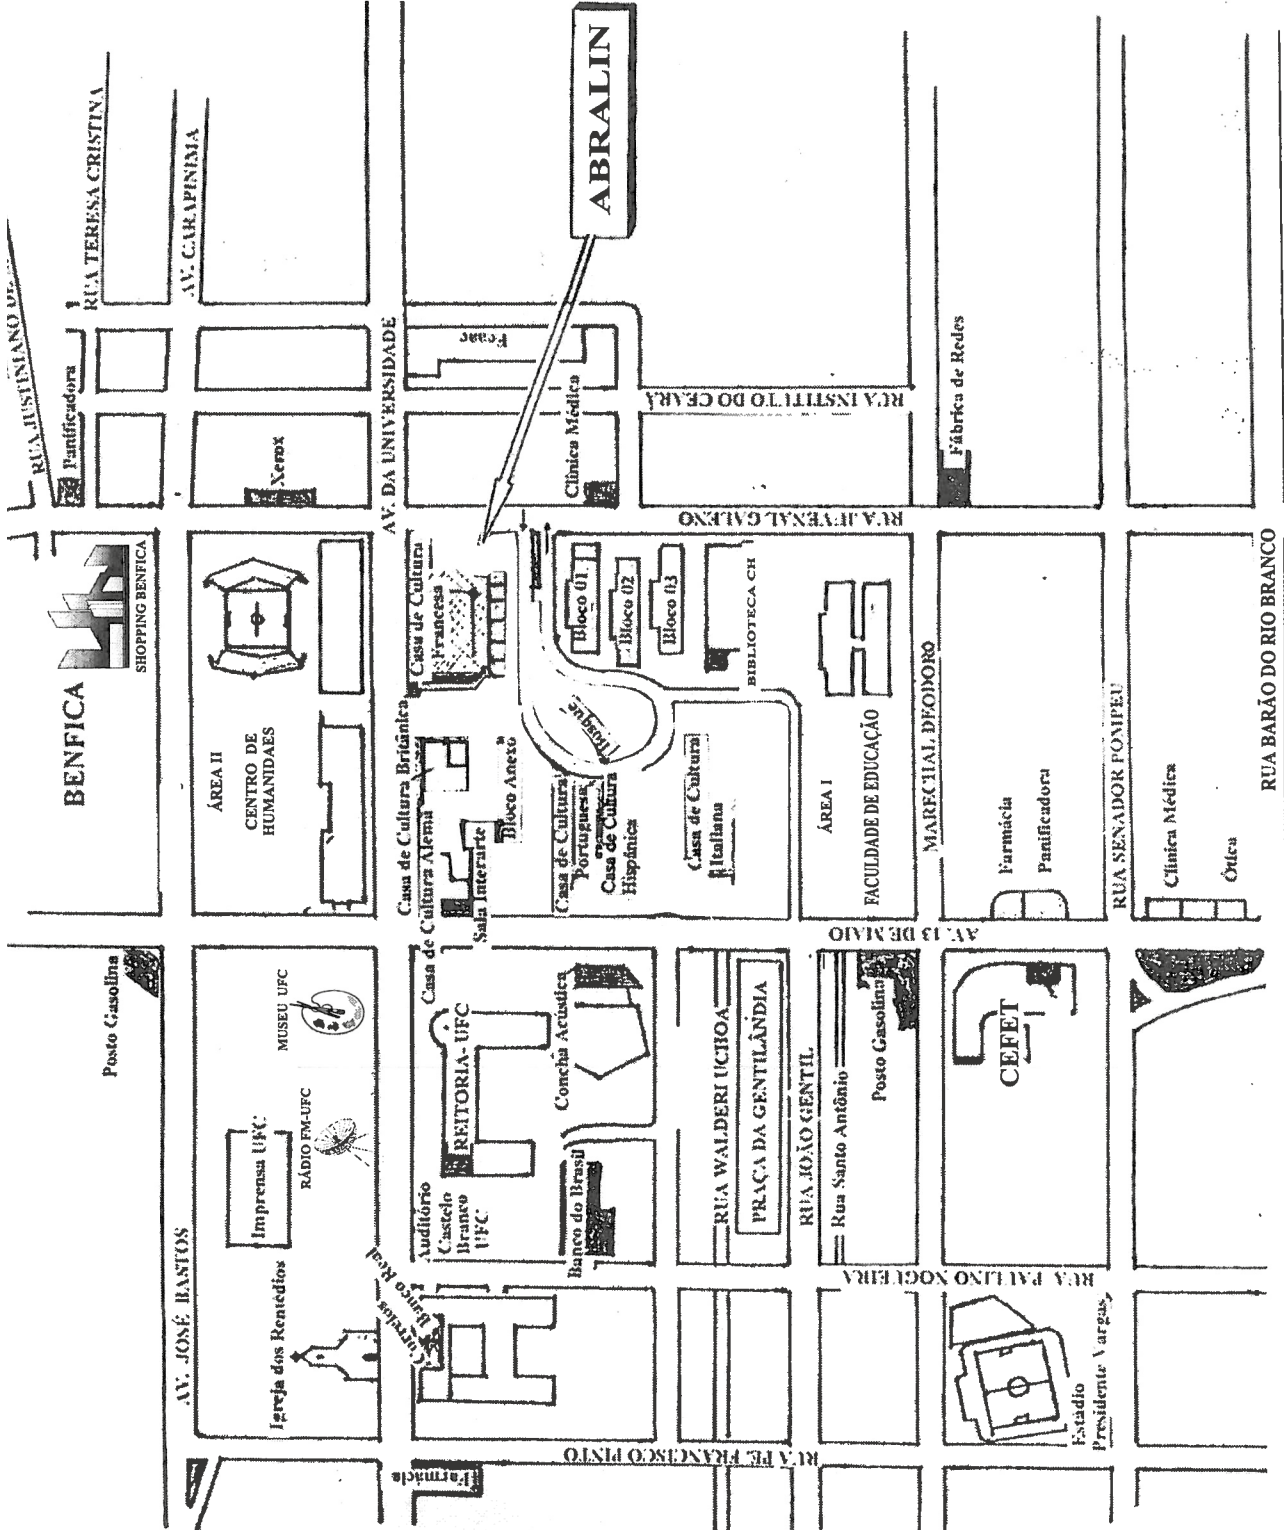 RUA JUSTINIANO DE
RUA TERESA CRISTINA
AV. CARAPINIMA
ABRALIN
Panificadora
Xerox
AV. DA UNIVERSIDADE
Feaac
Clínica Médica
RUA INSTITUTO DO CEARÁ
Fábrica de Redes
RUA JUVENAL GALENO
BENFICA
SHOPPING BENFICA
ÁREA II
CENTRO DE
HUMANIDAES
Casa de Cultura
Francesa
Casa de Cultura Britânica
Casa de Cultura Alemã
Sala Interarte
Bloco Anexo
Bosque
Bloco 01
Bloco 02
Bloco 03
BIBLIOTECA CH
Casa de Cultura
Portuguesa
Casa de Cultura
Hispânica
Casa de Cultura
Italiana
ÁREA I
FACULDADE DE EDUCAÇÃO
MARECHAL DEODORO
Farmácia
Panificadora
RUA SENADOR POMPEU
Clínica Médica
Ótica
RUA BARÃO DO RIO BRANCO
AV. 13 DE MAIO
Posto Gasolina
MUSEU UFC
RÁDIO FM-UFC
Imprensa UFC
REITORIA- UFC
Concha Acústica
Auditório
Castelo
Branco
UFC
Banco do Brasil
RUA WALDERI UCHOA
PRAÇA DA GENTILÂNDIA
RUA JOÃO GENTIL
Rua Santo Antônio
Posto Gasolina
CEFET
AV. JOSÉ BASTOS
Igreja dos Remédios
Correios
Banco Real
RUA PAULINO NOGUEIRA
Estádio
Presidente Vargas
RUA PE. FRANCISCO PINTO
Farmácia